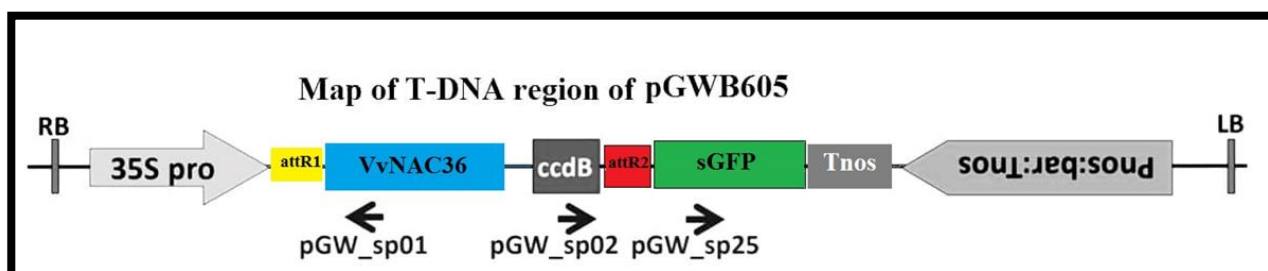 Map of T-DNA region of pGWB605
RB
LB
35S pro
attR1
VvNAC36
ccdB
attR2
sGFP
Tnos
Pnos:bar:Tnos
pGW_sp01
pGW_sp02
pGW_sp25